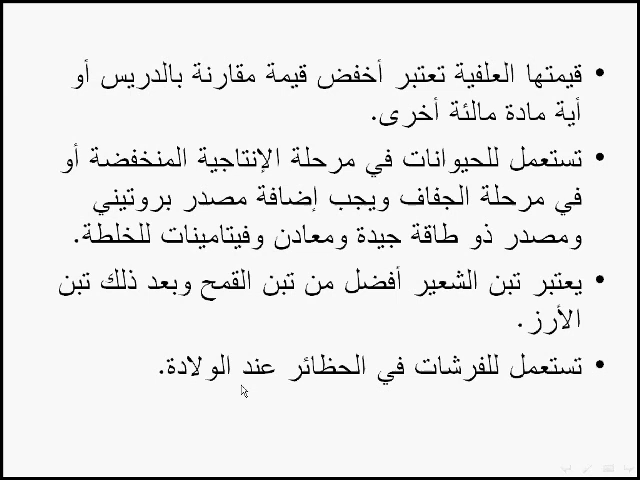 • قيمتها العلفية تعتبر أخفض قيمة مقارنة بالدريس أو
أية مادة مالئة أخرى.
• تستعمل للحيوانات في مرحلة الإنتاجية المنخفضة أو
في مرحلة الجفاف ويجب إضافة مصدر بروتيني
ومصدر ذو طاقة جيدة ومعادن وفيتامينات للخلطة.
• يعتبر تبن الشعير أفضل من تبن القمح وبعد ذلك تبن
الأرز.
• تستعمل للفرشات في الحظائر عند الولادة.